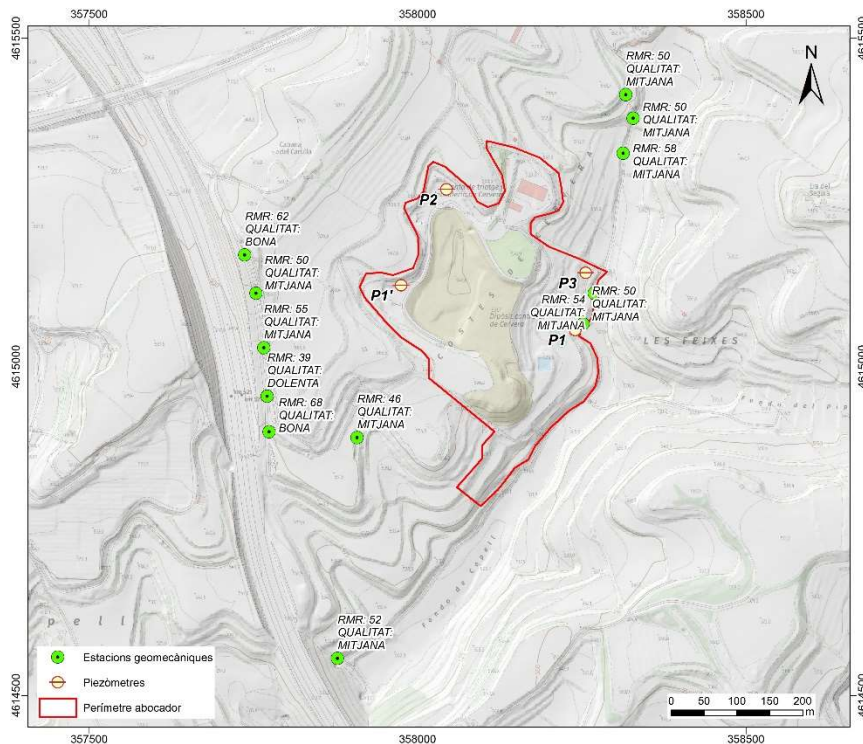 357500
358000
358500
4615500
4615500
N
RMR: 50
QUALITAT:
MITJANA
RMR: 50
QUALITAT:
MITJANA
RMR: 58
QUALITAT:
MITJANA
P2
RMR: 62
QUALITAT:
BONA
RMR: 50
QUALITAT:
MITJANA
P1'
P3
RMR: 50
QUALITAT:
MITJANA
RMR: 54
QUALITAT:
MITJANA
P1
RMR: 55
QUALITAT:
MITJANA
4615000
4615000
LES FEIXES
RMR: 39
QUALITAT:
DOLENTA
RMR: 68
QUALITAT:
BONA
RMR: 46
QUALITAT:
MITJANA
RMR: 52
QUALITAT:
MITJANA
Estacions geomecàniques
Piezòmetres
Perímetre abocador
0 50 100 150 200
m
4614500
4614500
357500
358000
358500